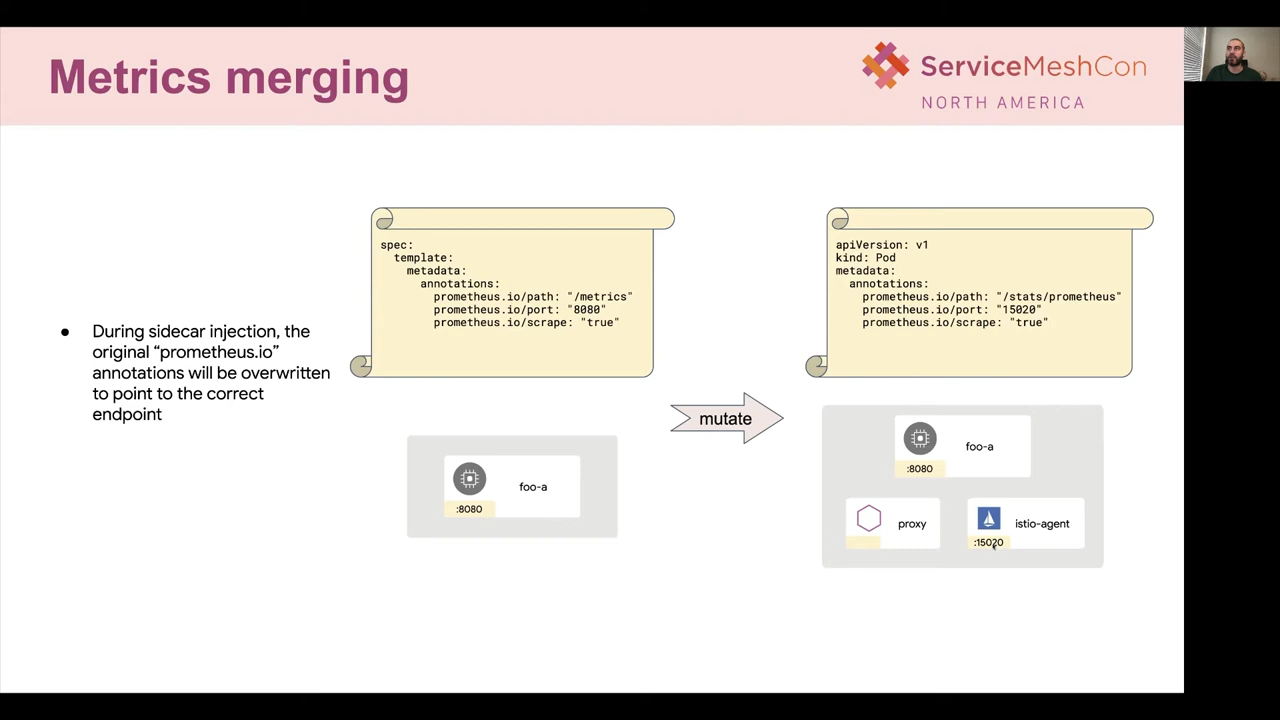 Metrics merging
ServiceMeshCon
NORTH AMERICA
● During sidecar injection, the
original “prometheus.io”
annotations will be overwritten
to point to the correct
endpoint
spec:
template:
metadata:
annotations:
prometheus.io/path: "/metrics"
prometheus.io/port: "8080"
prometheus.io/scrape: "true"
foo-a
:8080
mutate
apiVersion: v1
kind: Pod
metadata:
annotations:
prometheus.io/path: "/stats/prometheus"
prometheus.io/port: "15020"
prometheus.io/scrape: "true"
foo-a
:8080
proxy
istio-agent
:15020